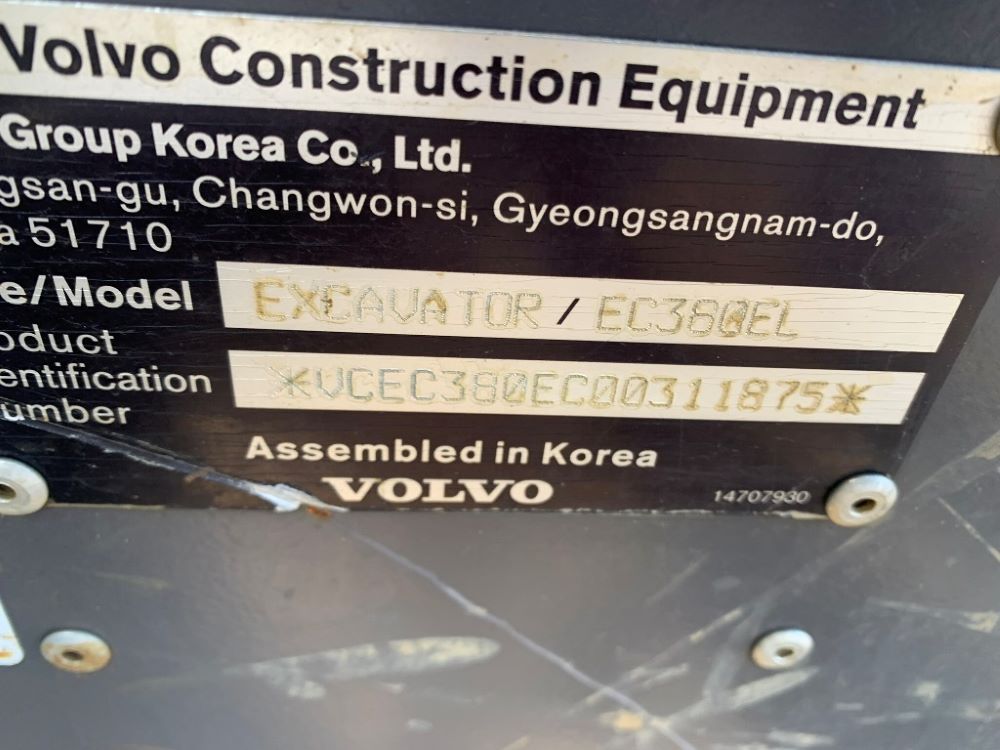 Volvo Construction Equipment
Group Korea Co., Ltd.
gsan-gu, Changwon-si, Gyeongsangnam-do,
a 51710
e/Model EXCAVATOR / EC380EL
oduct
entification *VCEC380EC00311875*
umber
Assembled in Korea
VOLVO 14707930